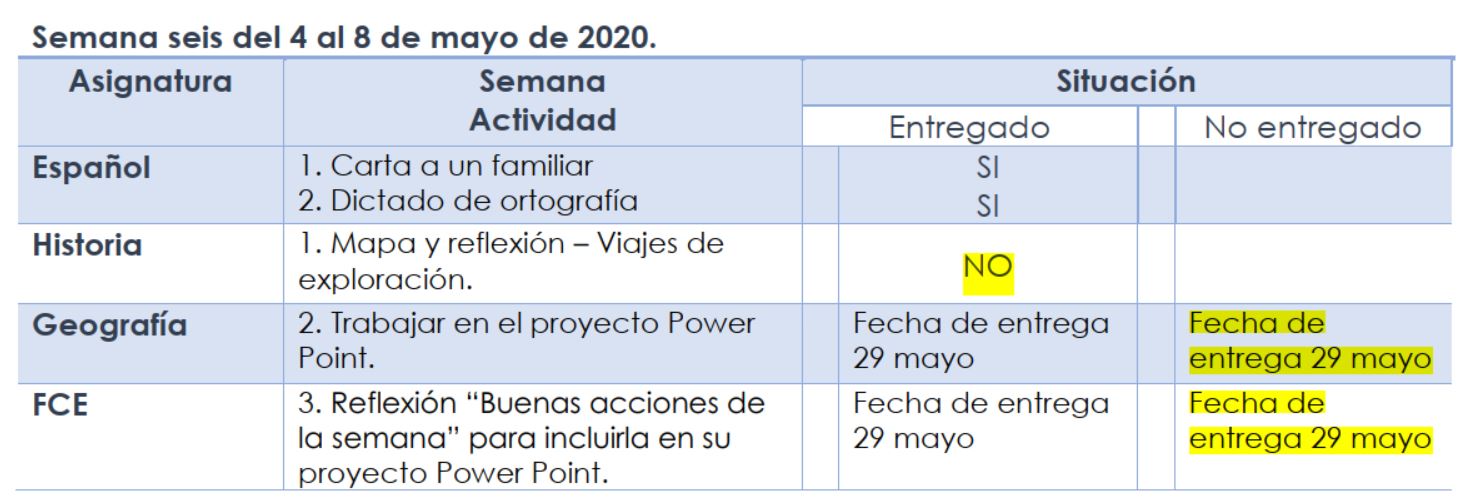 Semana seis del 4 al 8 de mayo de 2020.
Asignatura
Semana
Actividad
Situación
Entregado
No entregado
Español
1. Carta a un familiar
2. Dictado de ortografía
SI
SI
Historia
1. Mapa y reflexión – Viajes de
exploración.
NO
Geografía
2. Trabajar en el proyecto Power
Point.
Fecha de entrega
29 mayo
Fecha de
entrega 29 mayo
FCE
3. Reflexión “Buenas acciones de
la semana” para incluirla en su
proyecto Power Point.
Fecha de entrega
29 mayo
Fecha de
entrega 29 mayo